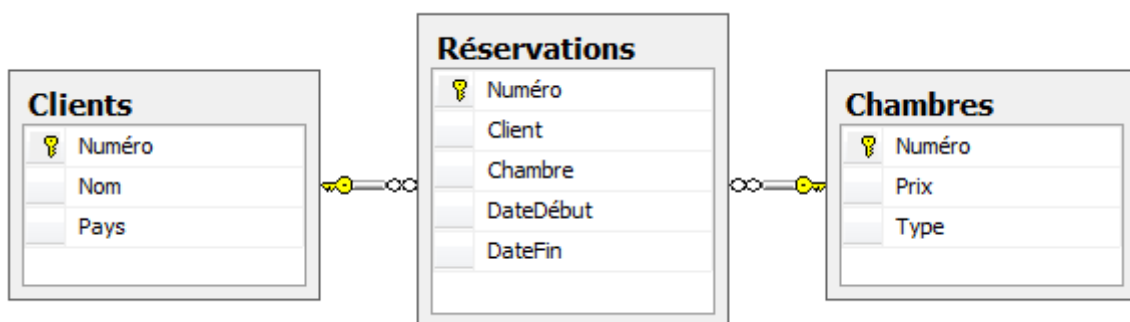 Clients
Numéro
Nom
Pays
Réservations
Numéro
Client
Chambre
DateDébut
DateFin
Chambres
Numéro
Prix
Type